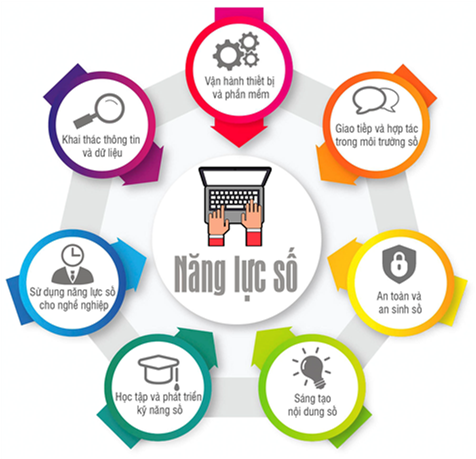 Vận hành thiết bị
và phần mềm
Giao tiếp và hợp tác
trong môi trường số
An toàn và
an sinh số
Sáng tạo
nội dung số
Học tập và phát triển
kỹ năng số
Sử dụng năng lực số
cho nghề nghiệp
Khai thác thông tin
và dữ liệu
Năng lực số